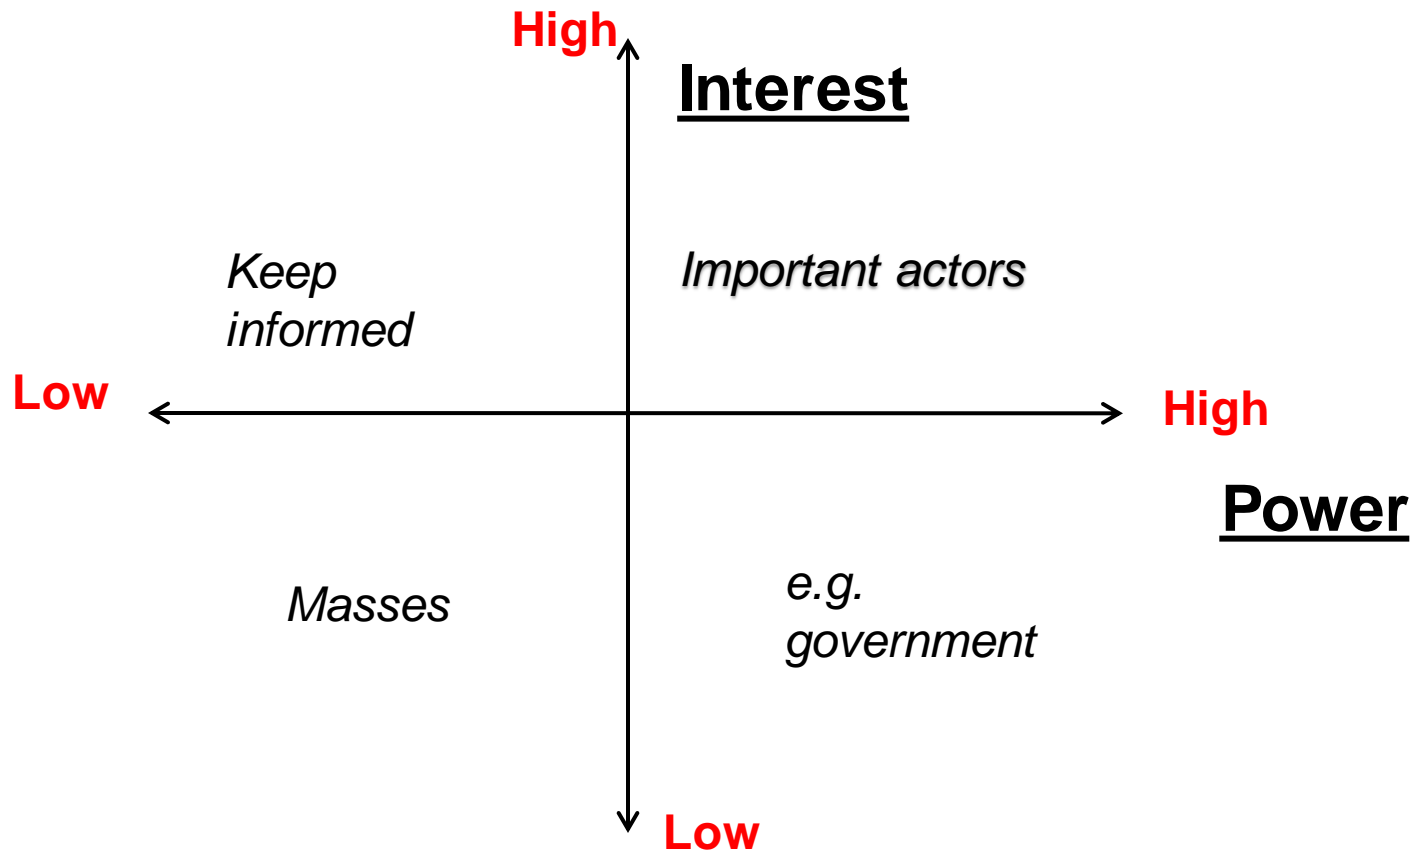 High
Interest
Keep
informed
Important actors
Low
High
Power
Masses
e.g.
government
Low